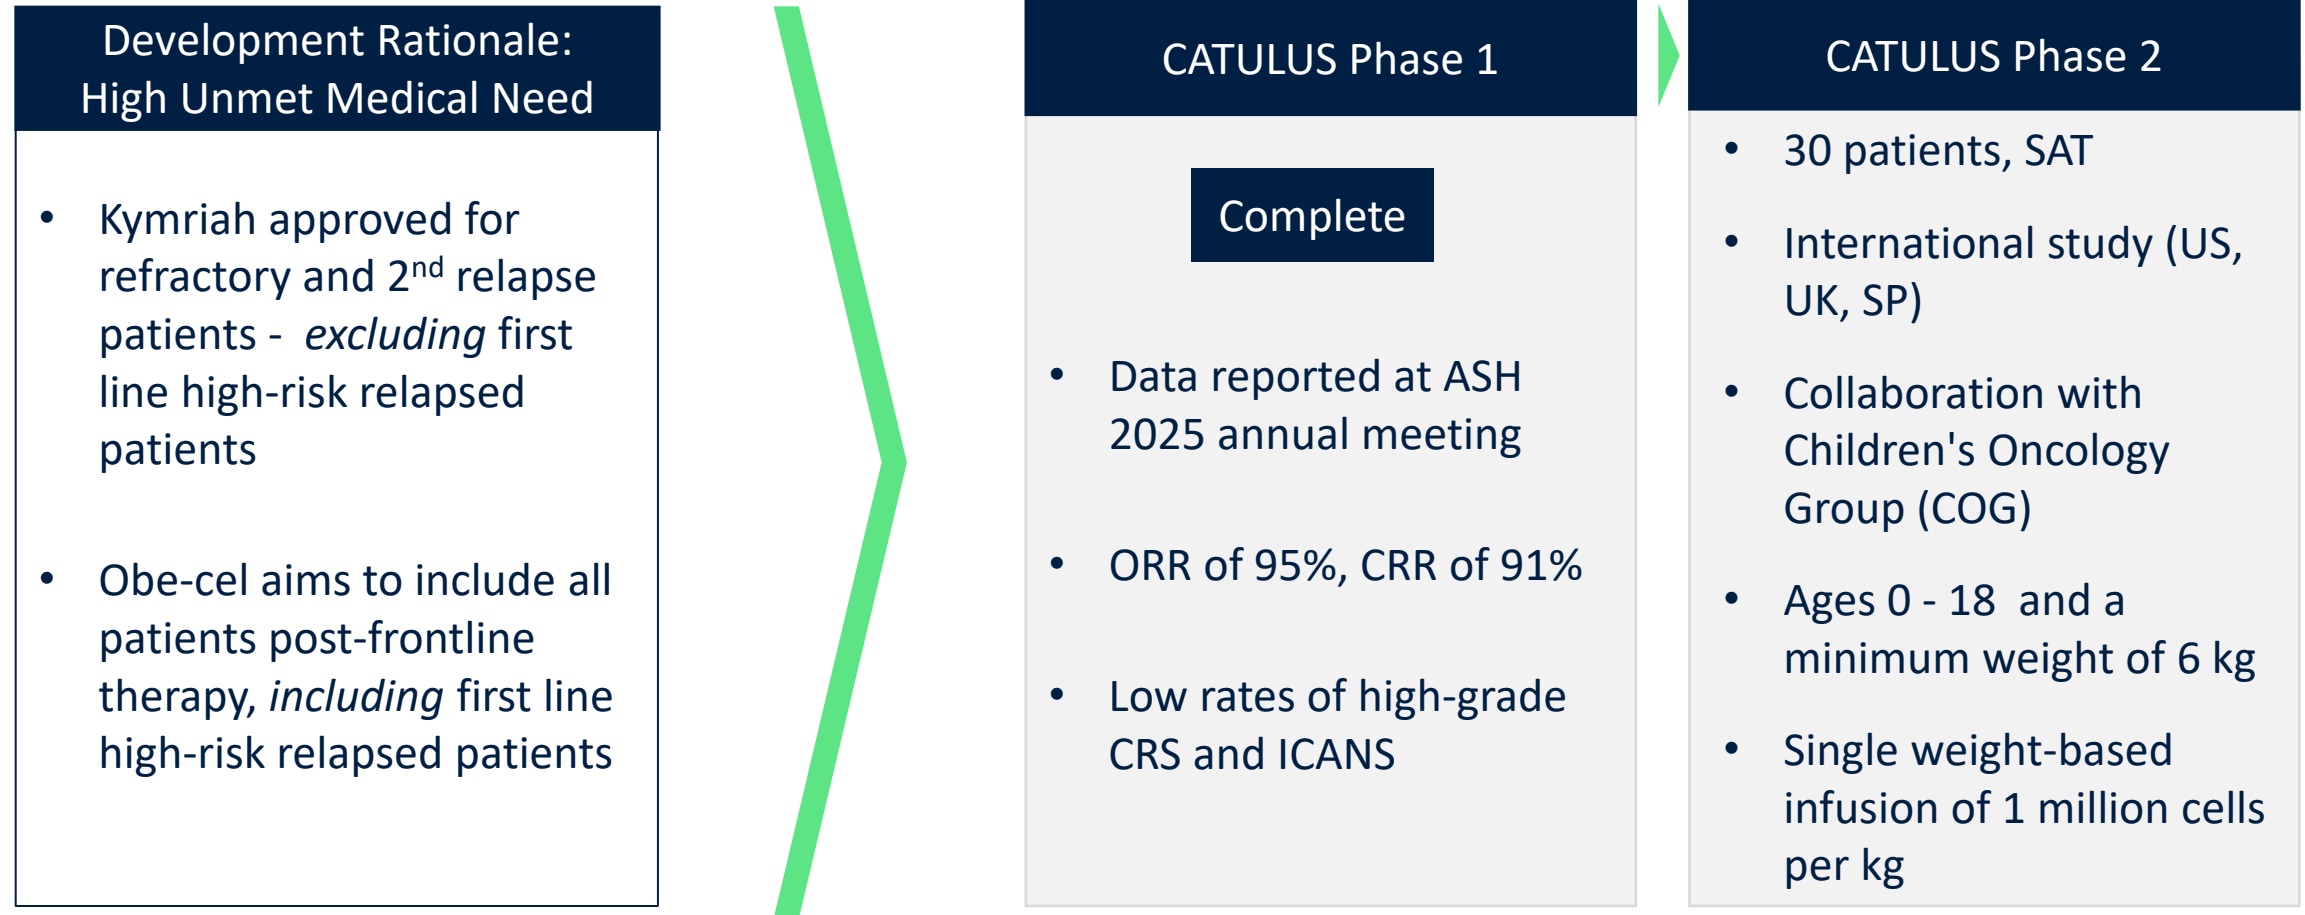 Development Rationale:
High Unmet Medical Need
• Kymriah approved for
refractory and 2nd relapse
patients - excluding first
line high-risk relapsed
patients
• Obe-cel aims to include all
patients post-frontline
therapy, including first line
high-risk relapsed patients
CATULUS Phase 1
Complete
• Data reported at ASH
2025 annual meeting
• ORR of 95%, CRR of 91%
• Low rates of high-grade
CRS and ICANS
CATULUS Phase 2
• 30 patients, SAT
• International study (US,
UK, SP)
• Collaboration with
Children's Oncology
Group (COG)
• Ages 0 - 18 and a
minimum weight of 6 kg
• Single weight-based
infusion of 1 million cells
per kg